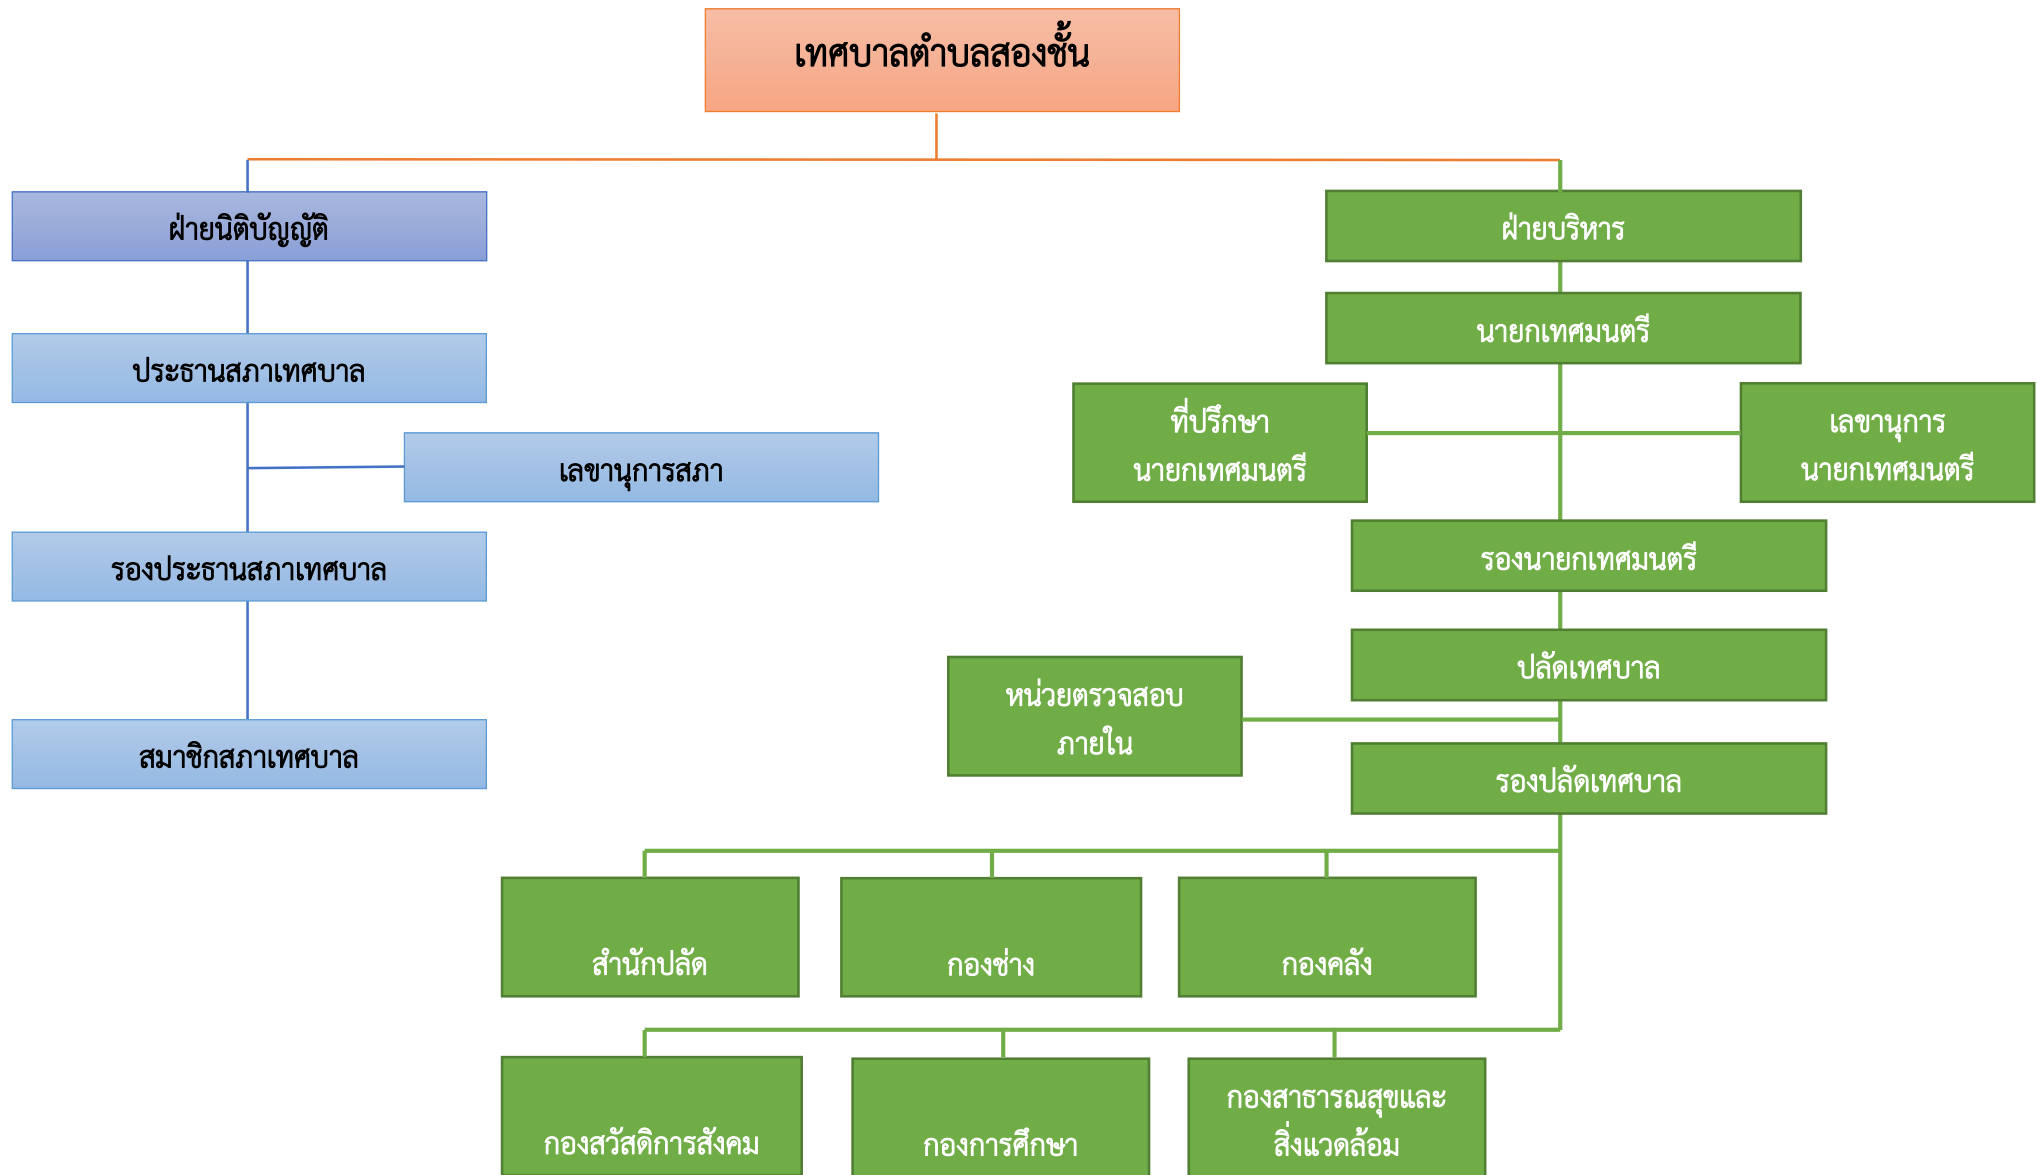 เทศบาลตำบลสองชั้น
ฝ่ายนิติบัญญัติ
ฝ่ายบริหาร
นายกเทศมนตรี
ประธานสภาเทศบาล
ที่ปรึกษา
นายกเทศมนตรี
เลขานุการ
นายกเทศมนตรี
เลขานุการสภา
รองประธานสภาเทศบาล
รองนายกเทศมนตรี
ปลัดเทศบาล
หน่วยตรวจสอบ
ภายใน
สมาชิกสภาเทศบาล
รองปลัดเทศบาล
สำนักปลัด
กองช่าง
กองคลัง
กองสวัสดิการสังคม
กองการศึกษา
กองสาธารณสุขและ
สิ่งแวดล้อม